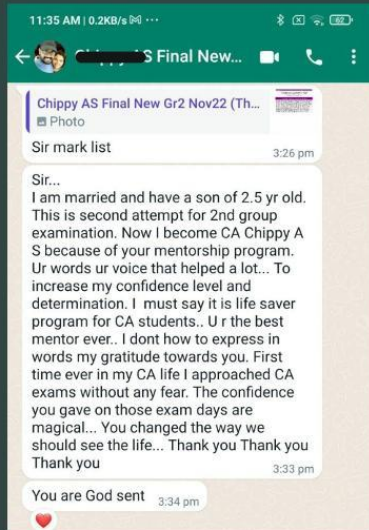 11:35 AM | 0.2KB/s ...
62
S Final New...
Chippy AS Final New Gr2 Nov22 (Th...
Photo
Sir mark list
3:26 pm
Sir...
I am married and have a son of 2.5 yr old.
This is second attempt for 2nd group
examination. Now I become CA Chippy A
S because of your mentorship program.
Ur words ur voice that helped a lot... To
increase my confidence level and
determination. I must say it is life saver
program for CA students.. U r the best
mentor ever.. I dont how to express in
words my gratitude towards you. First
time ever in my CA life I approached CA
exams without any fear. The confidence
you gave on those exam days are
magical... You changed the way we
should see the life... Thank you Thank you
Thank you
3:33 pm
You are God sent
3:34 pm